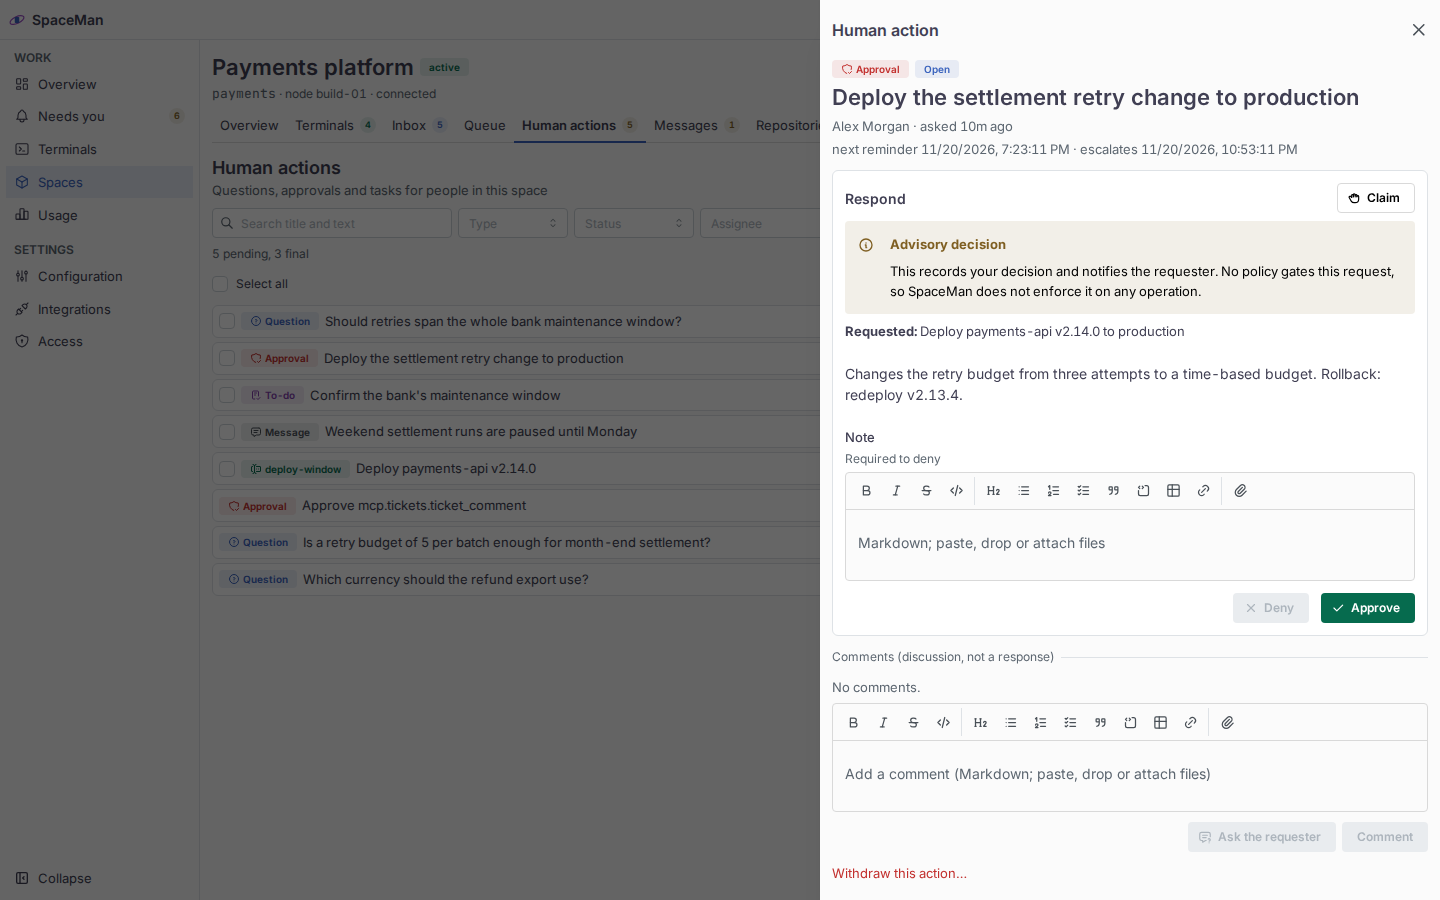 SpaceMan
WORK
Overview
Needs you 6
Terminals
Spaces
Usage
SETTINGS
Configuration
Integrations
Access
Collapse
Payments platform active
payments · node build-01 · connected
Overview Terminals 4 Inbox 5 Queue Human actions 5 Messages 1 Repositorie
Human actions
Questions, approvals and tasks for people in this space
Search title and text Type Status Assignee
5 pending, 3 final
Select all
Question Should retries span the whole bank maintenance window?
Approval Deploy the settlement retry change to production
To-do Confirm the bank's maintenance window
Message Weekend settlement runs are paused until Monday
deploy-window Deploy payments-api v2.14.0
Approval Approve mcp.tickets.ticket_comment
Question Is a retry budget of 5 per batch enough for month-end settlement?
Question Which currency should the refund export use?
Human action
Approval Open
Deploy the settlement retry change to production
Alex Morgan · asked 10m ago
next reminder 11/20/2026, 7:23:11 PM · escalates 11/20/2026, 10:53:11 PM
Respond Claim
Advisory decision
This records your decision and notifies the requester. No policy gates this request,
so SpaceMan does not enforce it on any operation.
Requested: Deploy payments-api v2.14.0 to production
Changes the retry budget from three attempts to a time-based budget. Rollback:
redeploy v2.13.4.
Note
Required to deny
Markdown; paste, drop or attach files
Deny Approve
Comments (discussion, not a response)
No comments.
Add a comment (Markdown; paste, drop or attach files)
Ask the requester Comment
Withdraw this action...